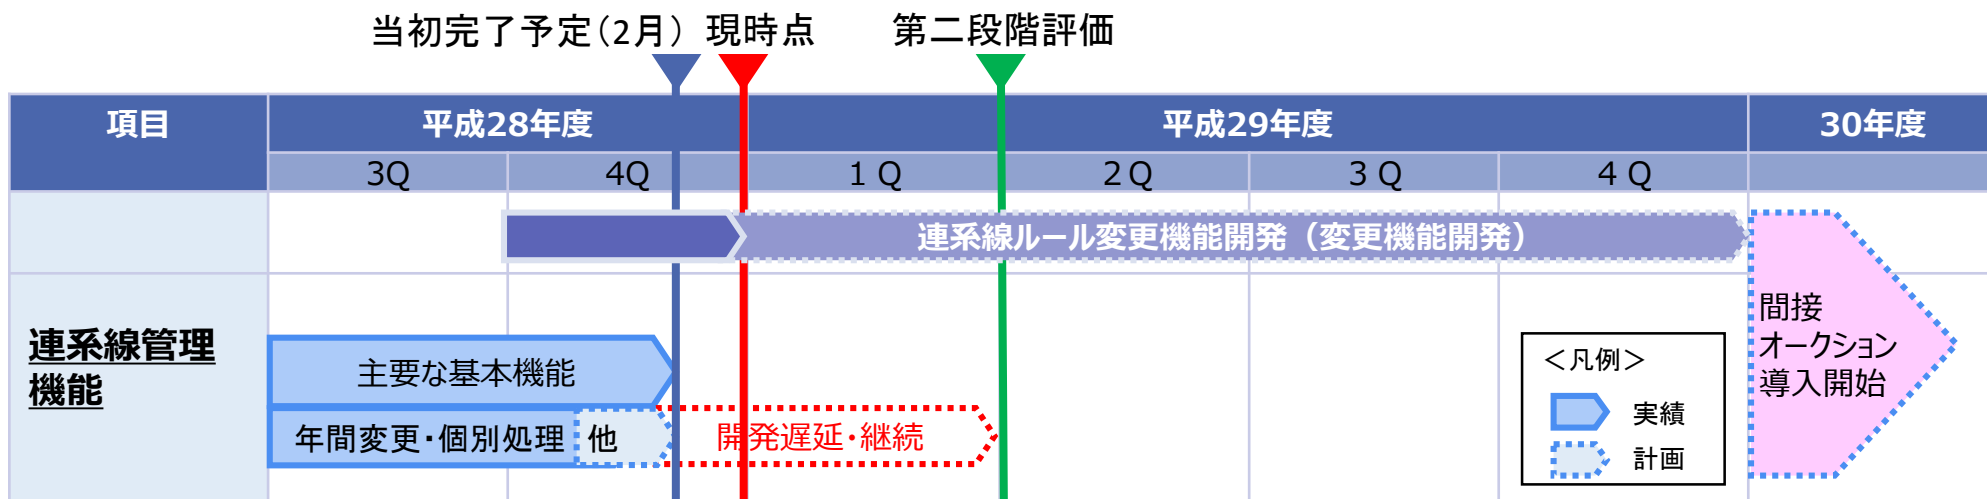 当初完了予定（2月） 現時点 第二段階評価
項目 平成28年度 平成29年度 30年度
3Q 4Q 1Q 2Q 3Q 4Q
連系線ルール変更機能開発（変更機能開発）
連系線管理
機能
主要な基本機能
年間変更・個別処理 他 開発遅延・継続
間接
オークション
導入開始
＜凡例＞
実績
計画